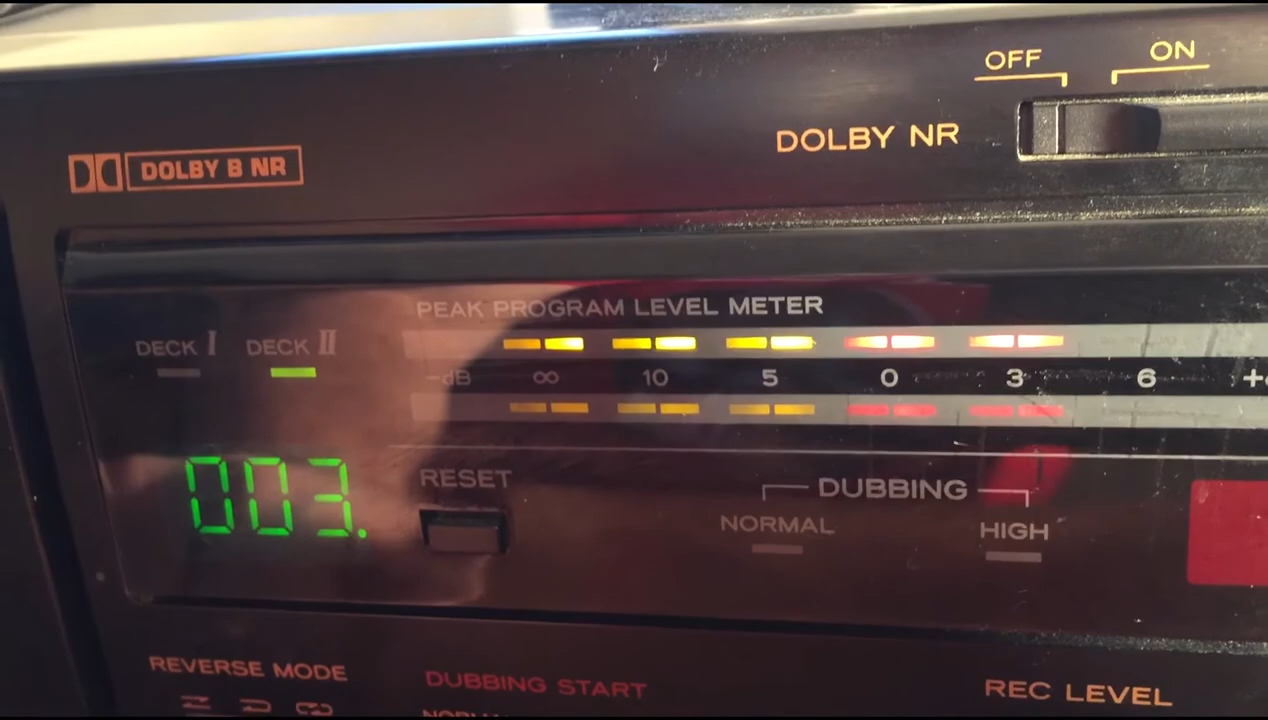 OFF ON
DOLBY NR
DOLBY B NR
PEAK PROGRAM LEVEL METER
DECK I DECK II
-dB ∞ 10 5 0 3 6
003.
RESET
DUBBING
NORMAL HIGH
REVERSE MODE
DUBBING START
REC LEVEL